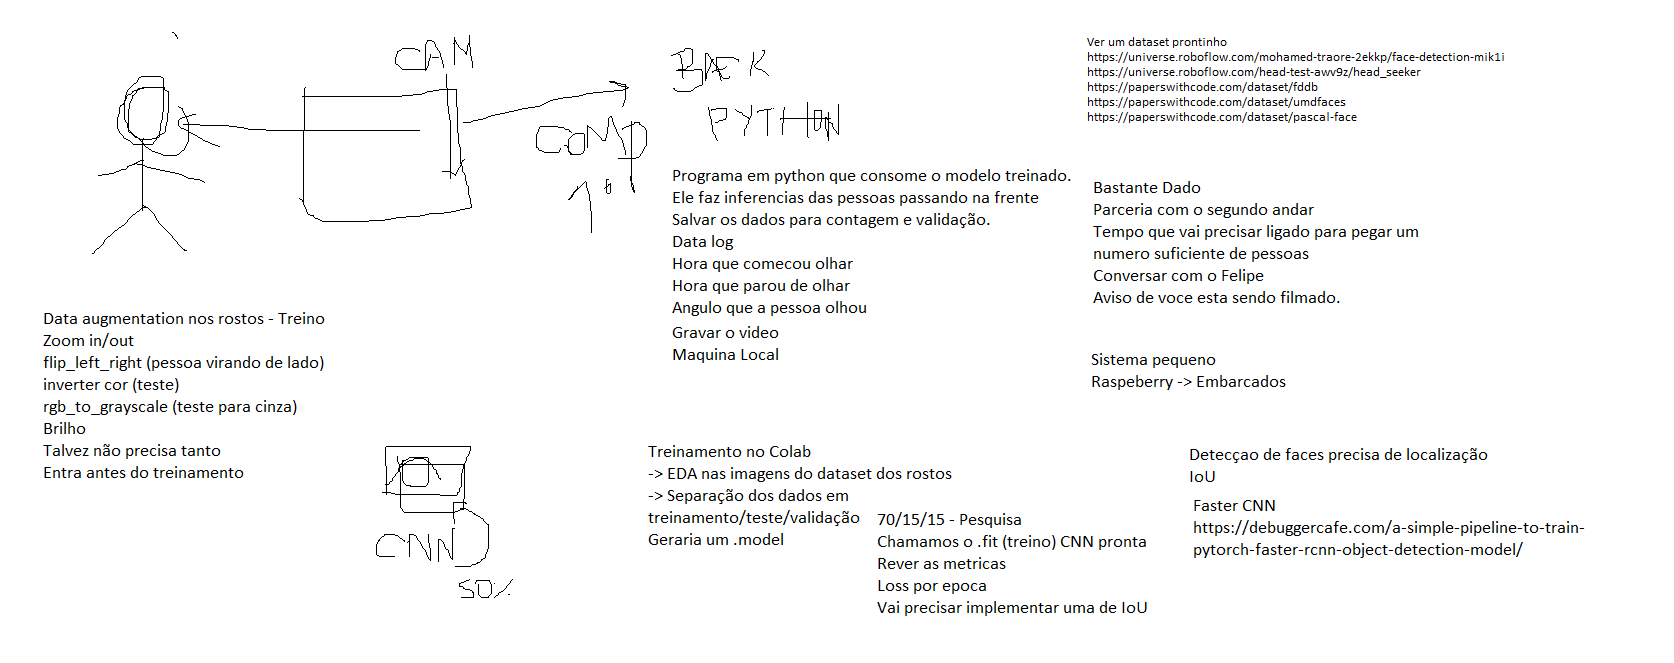 CAM
COMP
1°
BAEK
PYTHON
Programa em python que consome o modelo treinado.
Ele faz inferencias das pessoas passando na frente
Salvar os dados para contagem e validação.
Data log
Hora que comecou olhar
Hora que parou de olhar
Angulo que a pessoa olhou
Gravar o video
Maquina Local
Ver um dataset prontinho
https://universe.roboflow.com/mohamed-traore-2ekkp/face-detection-mik1i
https://universe.roboflow.com/head-test-awv9z/head_seeker
https://paperswithcode.com/dataset/fddb
https://paperswithcode.com/dataset/umdfaces
https://paperswithcode.com/dataset/pascal-face
Bastante Dado
Parceria com o segundo andar
Tempo que vai precisar ligado para pegar um
numero suficiente de pessoas
Conversar com o Felipe
Aviso de voce esta sendo filmado.
Sistema pequeno
Raspeberry -> Embarcados
Data augmentation nos rostos - Treino
Zoom in/out
flip_left_right (pessoa virando de lado)
inverter cor (teste)
rgb_to_grayscale (teste para cinza)
Brilho
Talvez não precisa tanto
Entra antes do treinamento
CNN
50%
Treinamento no Colab
-> EDA nas imagens do dataset dos rostos
-> Separação dos dados em
treinamento/teste/validação
Geraria um .model
70/15/15 - Pesquisa
Chamamos o .fit (treino) CNN pronta
Rever as metricas
Loss por epoca
Vai precisar implementar uma de IoU
Detecçao de faces precisa de localização
IoU
Faster CNN
https://debuggercafe.com/a-simple-pipeline-to-train-
pytorch-faster-rcnn-object-detection-model/